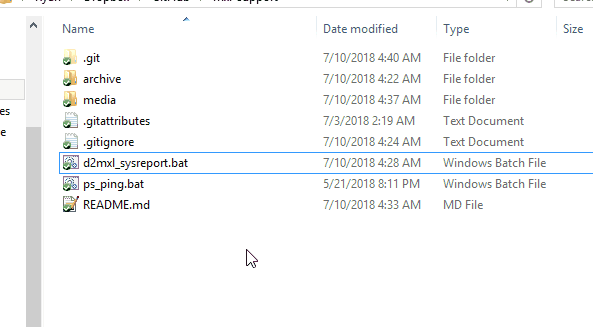 Dropbox
Name Date modified Type Size
.git 7/10/2018 4:40 AM File folder
archive 7/10/2018 4:22 AM File folder
media 7/10/2018 4:37 AM File folder
.gitattributes 7/3/2018 2:19 AM Text Document
.gitignore 7/10/2018 4:24 AM Text Document
d2mxl_sysreport.bat 7/10/2018 4:28 AM Windows Batch File
ps_ping.bat 5/21/2018 8:11 PM Windows Batch File
README.md 7/10/2018 4:33 AM MD File